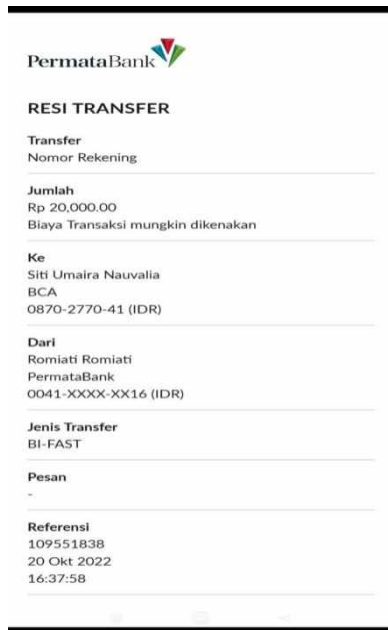 PermataBank
RESI TRANSFER
Transfer
Nomor Rekening
Jumlah
Rp 20,000.00
Biaya Transaksi mungkin dikenakan
Ke
Siti Umaira Nauvalia
BCA
0870-2770-41 (IDR)
Dari
Romiati Romiati
PermataBank
0041-XXXX-XX16 (IDR)
Jenis Transfer
BI-FAST
Pesan
-
Referensi
109551838
20 Okt 2022
16:37:58